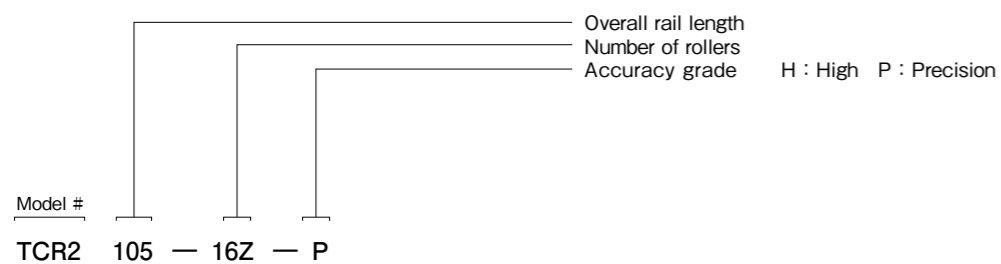 Overall rail length
Number of rollers
Accuracy grade H : High P : Precision
Model #
TCR2 105 — 16Z — P